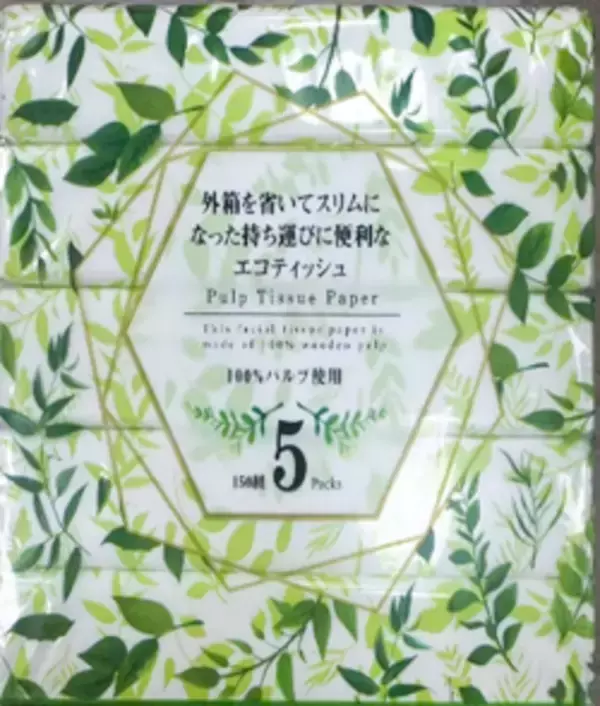 外箱を省いてスリムに
なった持ち運びに便利な
エコティッシュ
Pulp Tissue Paper
This facial tissue paper is
made of 100% wooden pulp
100%パルプ使用
150組 5 Packs